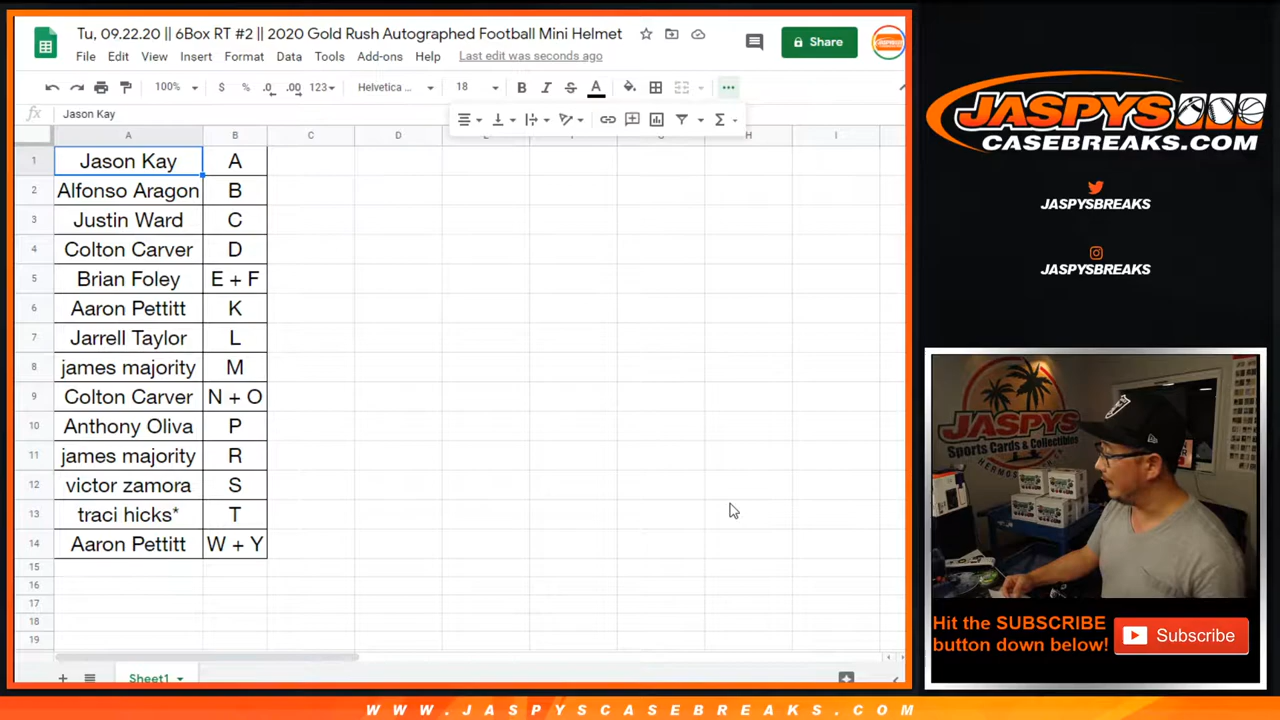 Tu, 09.22.20 || 6Box RT #2 || 2020 Gold Rush Autographed Football Mini Helmet
File Edit View Insert Format Data Tools Add-ons Help Last edit was seconds ago
Share
100% $ % .0 .00 123 Helvetica ... 18 B I S A
fx Jason Kay
A B C D H I
1 Jason Kay A
2 Alfonso Aragon B
3 Justin Ward C
4 Colton Carver D
5 Brian Foley E + F
6 Aaron Pettitt K
7 Jarrell Taylor L
8 james majority M
9 Colton Carver N + O
10 Anthony Oliva P
11 james majority R
12 victor zamora S
13 traci hicks* T
14 Aaron Pettitt W + Y
15
16
17
18
19
Sheet1
JASPYS
CASEBREAKS.COM
JASPYSBREAKS
JASPYSBREAKS
JASPYS
Sports Cards & Collectibles
Hit the SUBSCRIBE
button down below!
Subscribe
WWW.JASPYSCASEBREAKS.COM